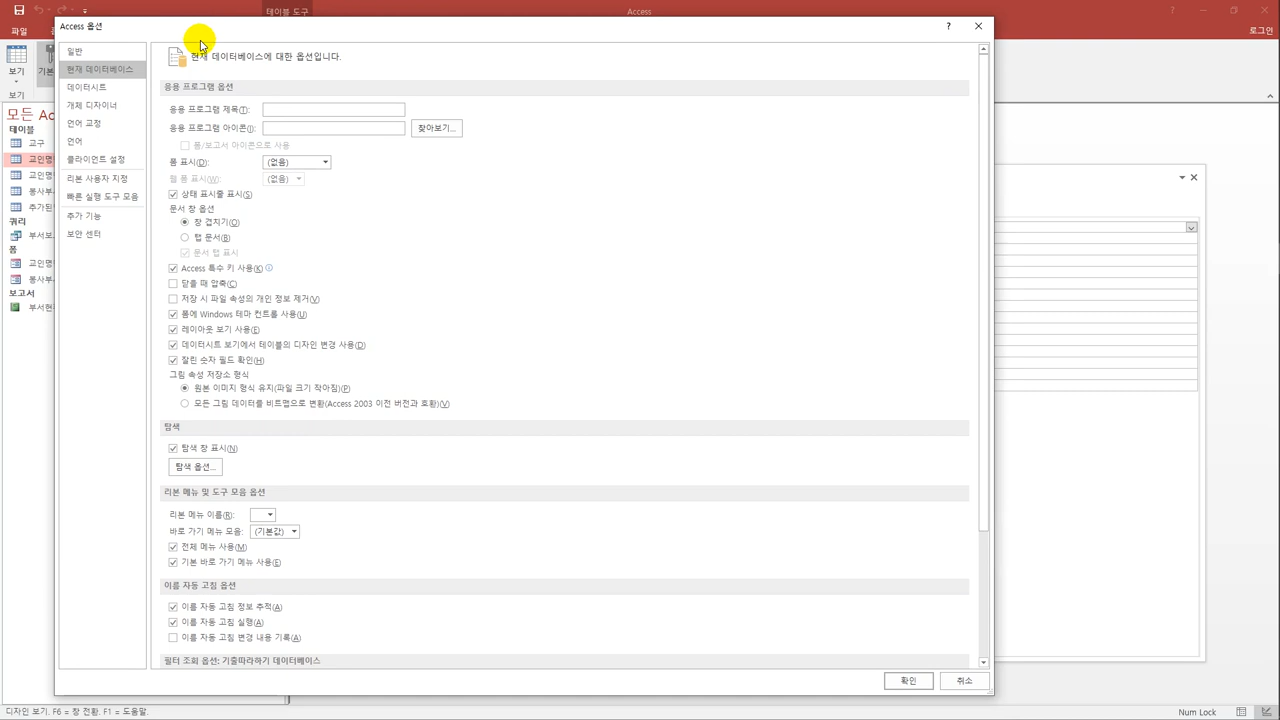 테이블 도구
Access
파일
로그인
Access 옵션
일반
현재 데이터베이스
데이터시트
개체 디자이너
언어 교정
언어
클라이언트 설정
리본 사용자 지정
빠른 실행 도구 모음
추가 기능
보안 센터
보기
기본
보기
모든 Ac
테이블
교구
교인명
교인명
봉사부
추가된
쿼리
부서보
폼
교인명
봉사부
보고서
부서현
현재 데이터베이스에 대한 옵션입니다.
응용 프로그램 옵션
응용 프로그램 제목(T):
응용 프로그램 아이콘(I):
찾아보기...
폼/보고서 아이콘으로 사용
폼 표시(D):
(없음)
웹 폼 표시(W):
(없음)
상태 표시줄 표시(S)
문서 창 옵션
창 겹치기(O)
탭 문서(B)
문서 탭 표시
Access 특수 키 사용(K)
닫을 때 압축(C)
저장 시 파일 속성의 개인 정보 제거(V)
폼에 Windows 테마 컨트롤 사용(U)
레이아웃 보기 사용(E)
데이터시트 보기에서 테이블의 디자인 변경 사용(D)
잘린 숫자 필드 확인(H)
그림 속성 저장소 형식
원본 이미지 형식 유지(파일 크기 작아짐)(P)
모든 그림 데이터를 비트맵으로 변환(Access 2003 이전 버전과 호환)(V)
탐색
탐색 창 표시(N)
탐색 옵션...
리본 메뉴 및 도구 모음 옵션
리본 메뉴 이름(R):
바로 가기 메뉴 모음:
(기본값)
전체 메뉴 사용(M)
기본 바로 가기 메뉴 사용(F)
이름 자동 고침 옵션
이름 자동 고침 정보 추적(A)
이름 자동 고침 실행(A)
이름 자동 고침 변경 내용 기록(A)
필터 조회 옵션: 기출따라하기 데이터베이스
확인
취소
디자인 보기. F6 = 창 전환. F1 = 도움말.
Num Lock